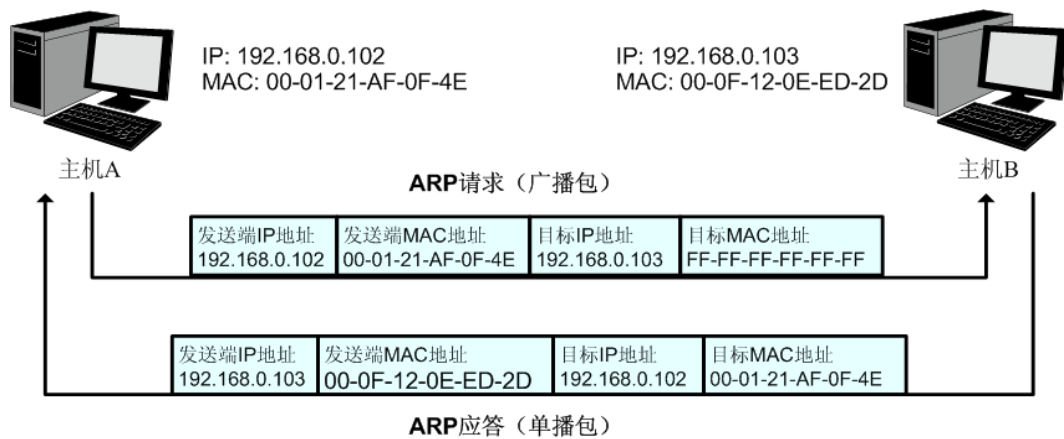 IP: 192.168.0.102
MAC: 00-01-21-AF-0F-4E
IP: 192.168.0.103
MAC: 00-0F-12-0E-ED-2D
主机A
主机B
ARP请求（广播包）
发送端IP地址 发送端MAC地址 目标IP地址 目标MAC地址
192.168.0.102 00-01-21-AF-0F-4E 192.168.0.103 FF-FF-FF-FF-FF-FF
发送端IP地址 发送端MAC地址 目标IP地址 目标MAC地址
192.168.0.103 00-0F-12-0E-ED-2D 192.168.0.102 00-01-21-AF-0F-4E
ARP应答（单播包）